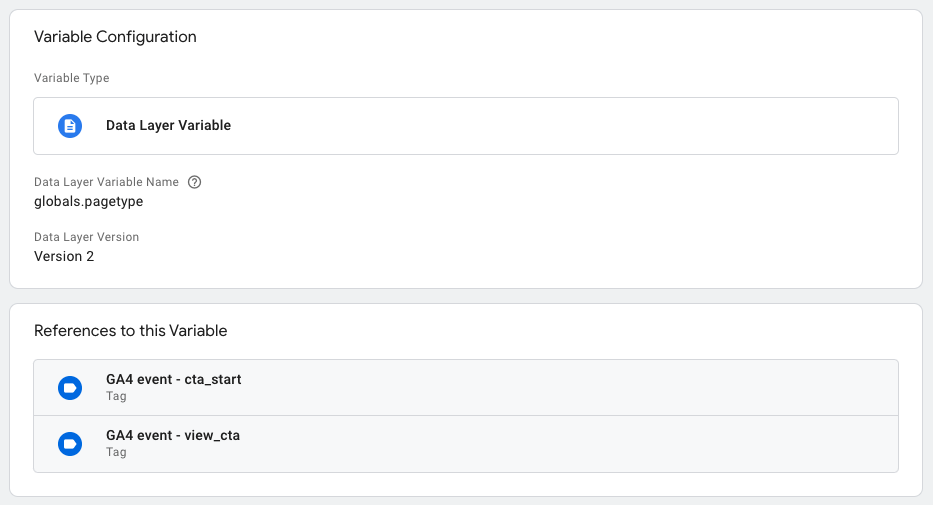 Variable Configuration
Variable Type
Data Layer Variable
Data Layer Variable Name ?
globals.pagetype
Data Layer Version
Version 2
References to this Variable
GA4 event - cta_start
Tag
GA4 event - view_cta
Tag